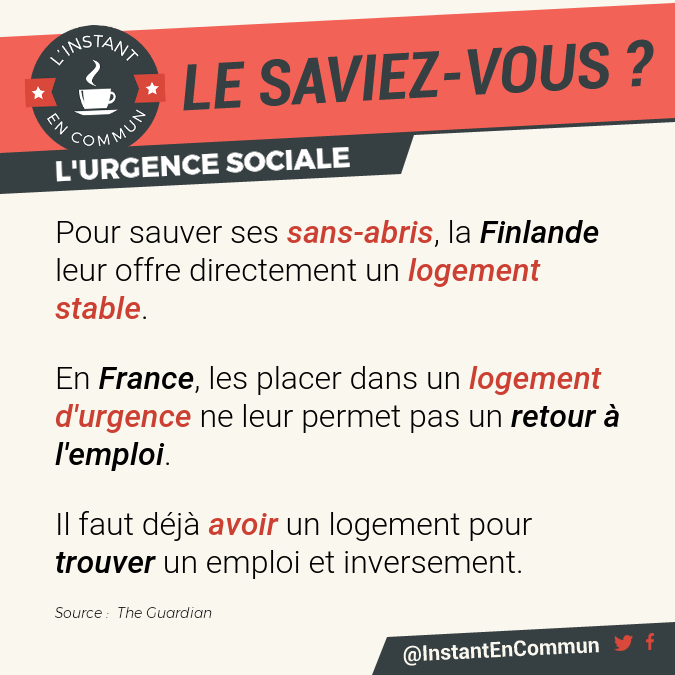 L'INSTANT
EN COMMUN
LE SAVIEZ-VOUS ?
L'URGENCE SOCIALE
Pour sauver ses sans-abris, la Finlande
leur offre directement un logement
stable.
En France, les placer dans un logement
d'urgence ne leur permet pas un retour à
l'emploi.
Il faut déjà avoir un logement pour
trouver un emploi et inversement.
Source : The Guardian
@InstantEnCommun